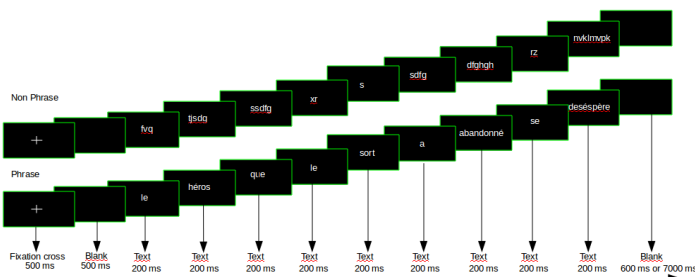 Non Phrase
fvq
tjsdq
ssdfg
xr
s
sdfg
dfghgh
rz
nvklmvpk
Phrase
le
héros
que
le
sort
a
abandonné
se
desèspère
Fixation cross
500 ms
Blank
500 ms
Text
200 ms
Text
200 ms
Text
200 ms
Text
200 ms
Text
200 ms
Text
200 ms
Text
200 ms
Text
200 ms
Text
200 ms
Blank
600 ms or 7000 ms